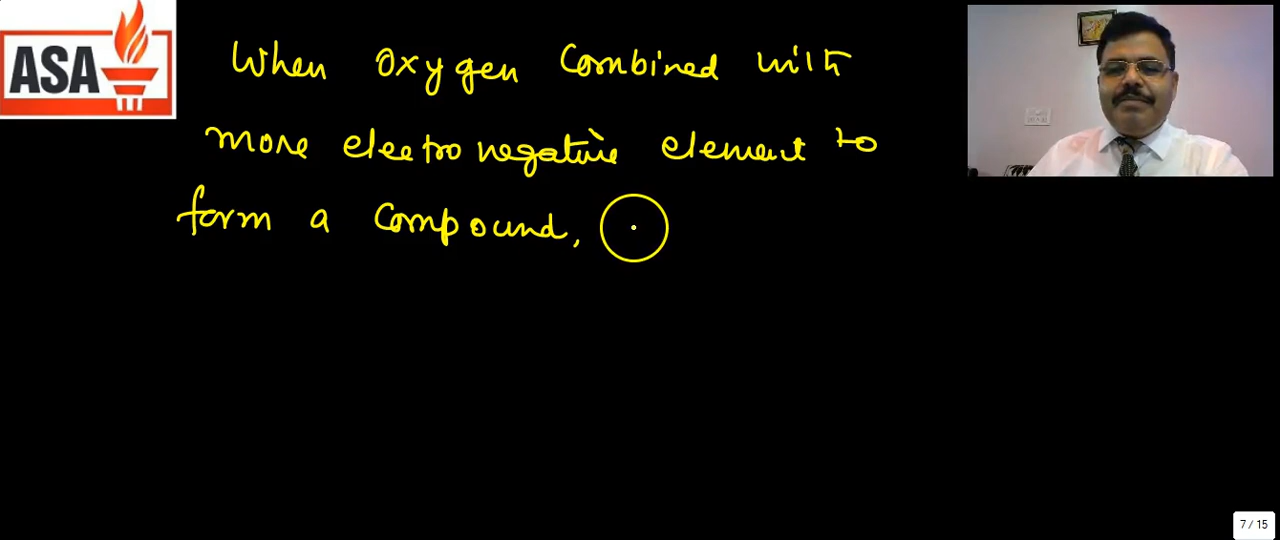 ASA
When Oxygen Combined with
more electronegative element to
form a compound,
7 / 15